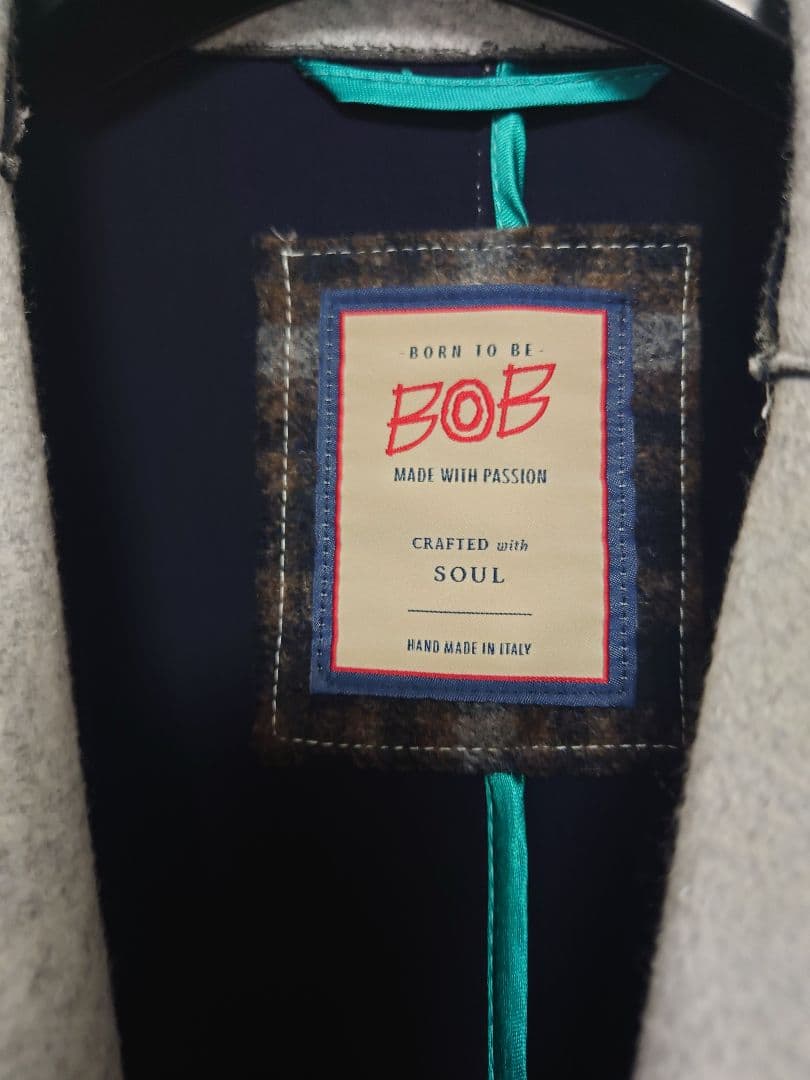 - BORN TO BE -
BOB
MADE WITH PASSION
CRAFTED with
SOUL
HAND MADE IN ITALY